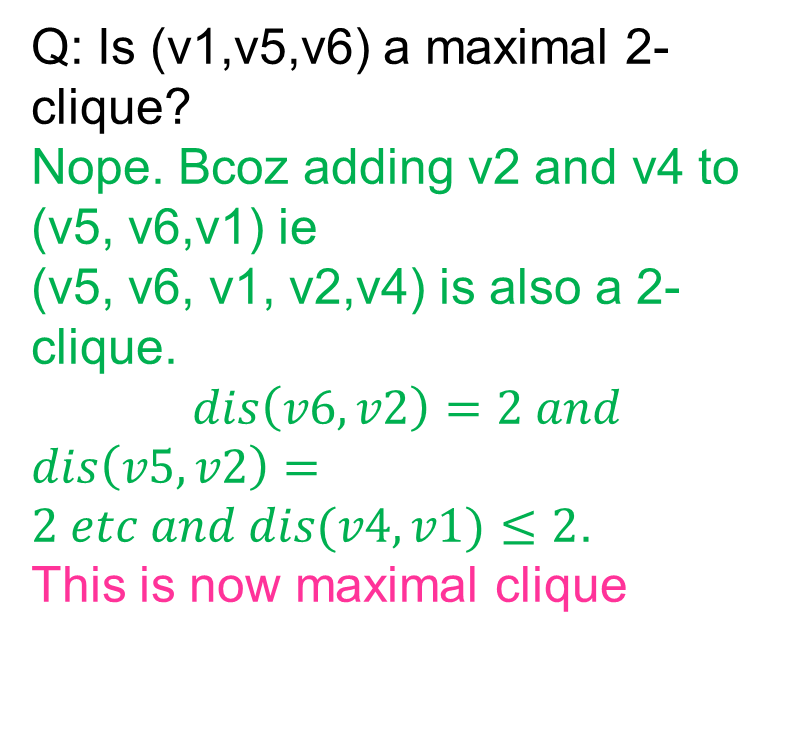 Q: Is (v1,v5,v6) a maximal 2-
clique?
Nope. Bcoz adding v2 and v4 to
(v5, v6,v1) ie
(v5, v6, v1, v2,v4) is also a 2-
clique.
dis(v6, v2) = 2 and
dis(v5, v2) =
2 etc and dis(v4, v1) ≤ 2.
This is now maximal clique